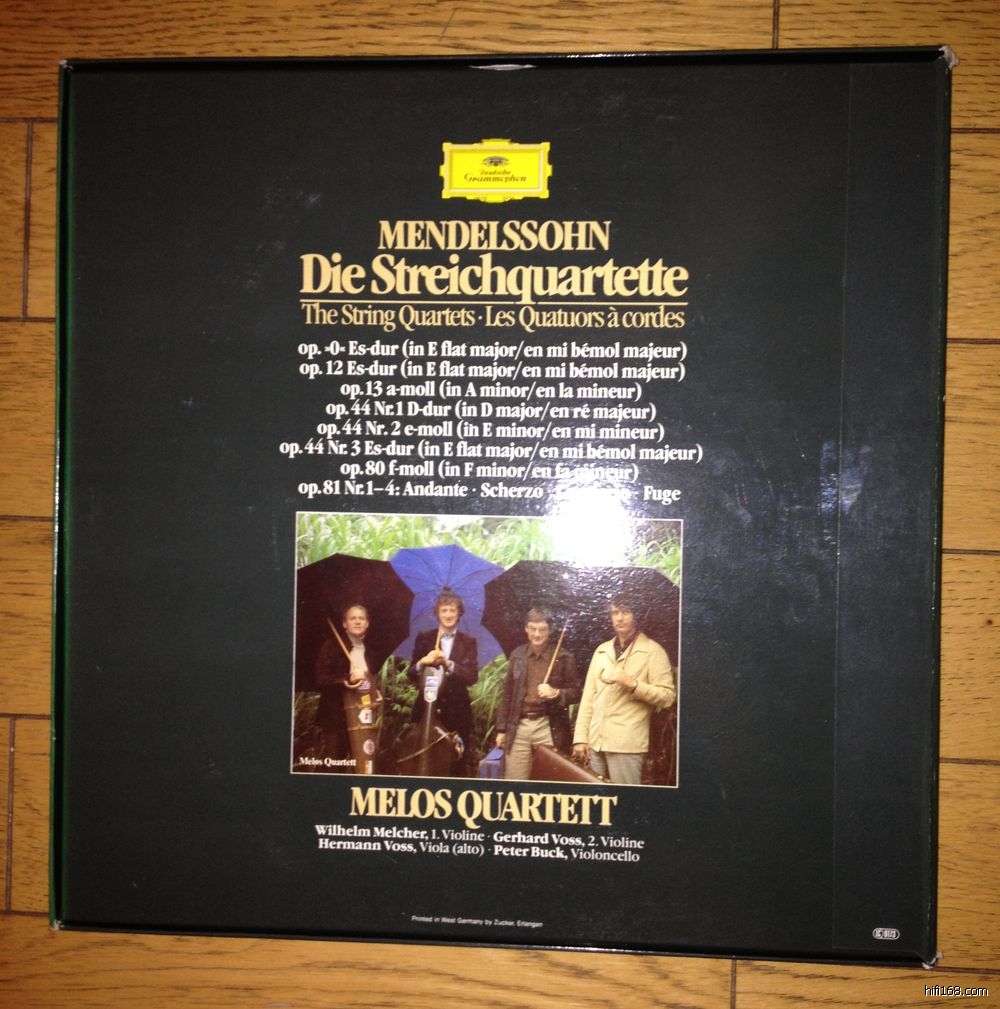 Deutsche
Grammophon
MENDELSSOHN
Die Streichquartette
The String Quartets · Les Quatuors à cordes
op. »0« Es-dur (in E flat major/en mi bémol majeur)
op. 12 Es-dur (in E flat major/en mi bémol majeur)
op. 13 a-moll (in A minor/en la mineur)
op. 44 Nr. 1 D-dur (in D major/en ré majeur)
op. 44 Nr. 2 e-moll (in E minor/en mi mineur)
op. 44 Nr. 3 Es-dur (in E flat major/en mi bémol majeur)
op. 80 f-moll (in F minor/en fa mineur)
op. 81 Nr. 1–4: Andante · Scherzo · Fuge
Melos Quartett
MELOS QUARTETT
Wilhelm Melcher, 1. Violine · Gerhard Voss, 2. Violine
Hermann Voss, Viola (alto) · Peter Buck, Violoncello
Printed in West Germany by Zucker, Erlangen
hifi168.com